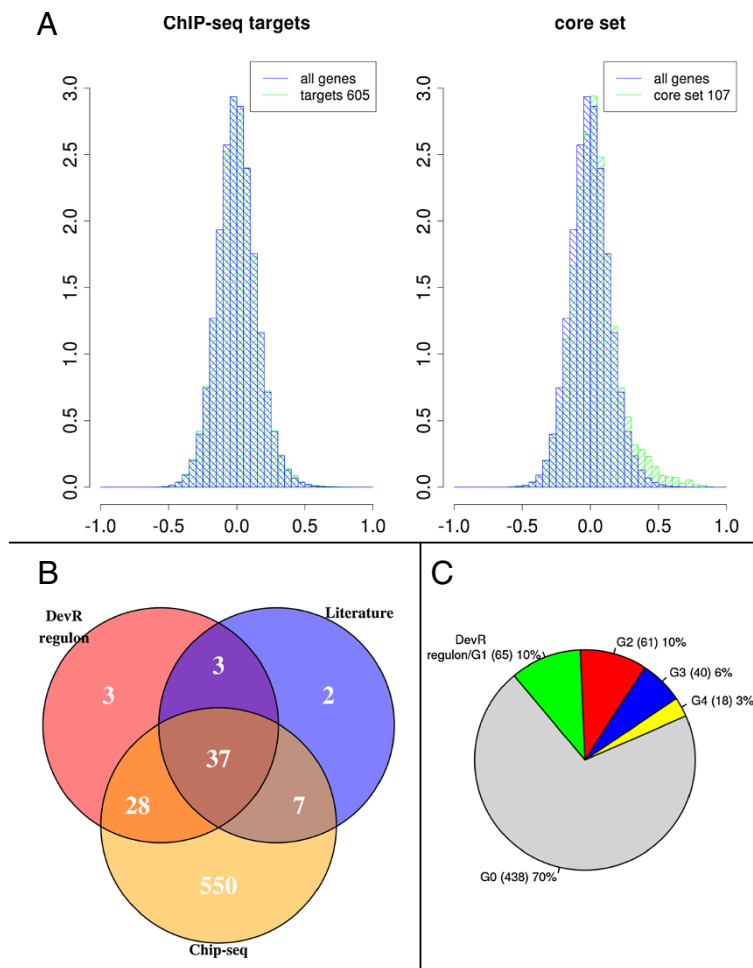 A
ChIP-seq targets
core set
all genes
targets 605
all genes
core set 107
3.0
2.5
2.0
1.5
1.0
0.5
0.0
-1.0 -0.5 0.0 0.5 1.0
3.0
2.5
2.0
1.5
1.0
0.5
0.0
-1.0 -0.5 0.0 0.5 1.0
B
DevR
regulon
Literature
3
3
2
37
28
7
550
Chip-seq
C
DevR
regulon/G1 (65) 10%
G2 (61) 10%
G3 (40) 6%
G4 (18) 3%
G0 (438) 70%